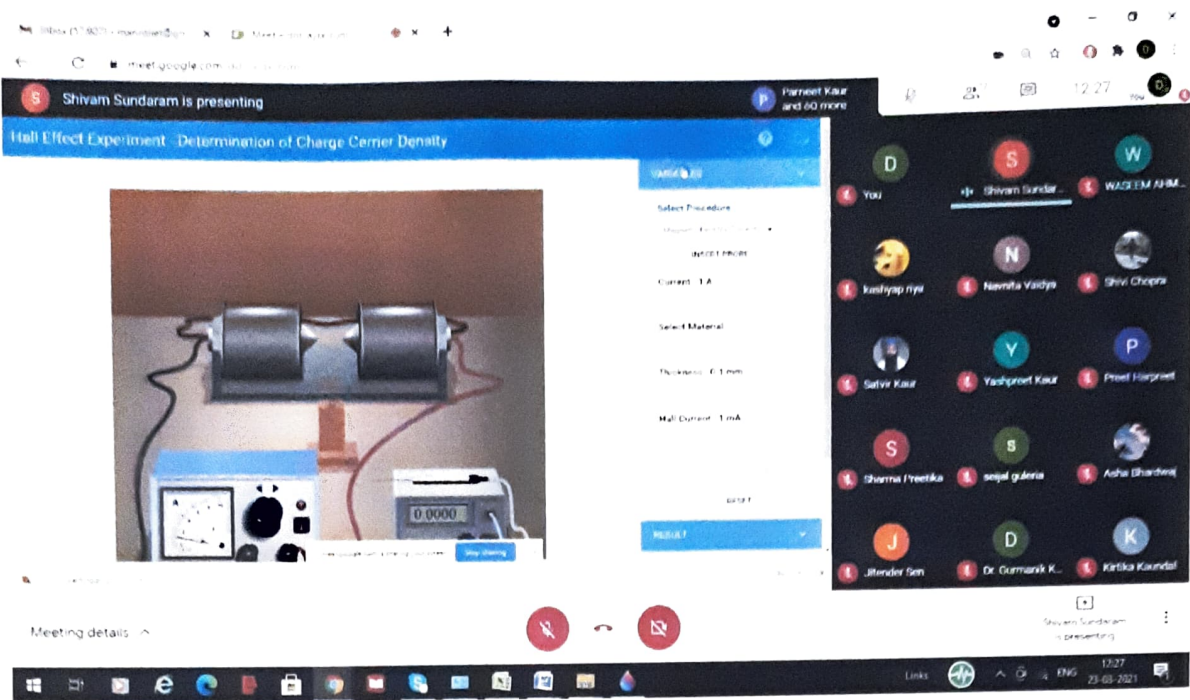 meet.google.com
Shivam Sundaram is presenting
Parneet Kaur
and 60 more
12:27
You
Hall Effect Experiment - Determination of Charge Carrier Density
VARIABLES
Select Procedure
INSERT PROBE
Current : 1 A
Select Material
Thickness : 0.1 mm
Hall Current : 1 mA
RESET
RESULT
A
0.0000
Stop sharing
D
You
S
Shivam Sundar...
W
WASEEM AHM...
kashyap riya
N
Navnita Vaidya
Shivi Chopra
Satvir Kaur
Y
Yashpreet Kaur
P
Preet Harpreet
S
Sharma Preetika
s
sejal guleria
Asha Bhardwaj
J
Jitender Sen
D
Dr. Gurmanik K...
K
Kirtika Kaundal
Meeting details
Shivam Sundaram
is presenting
Links
ENG
12:27
23-03-2021